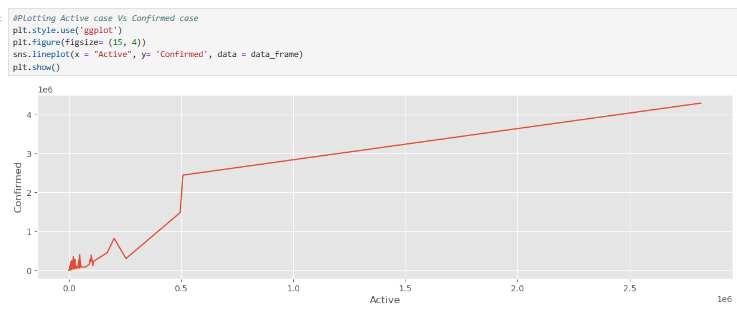 #Plotting Active case Vs Confirmed case
plt.style.use('ggplot')
plt.figure(figsize= (15, 4))
sns.lineplot(x = "Active", y= 'Confirmed', data = data_frame)
plt.show()
1e6
4
3
2
1
0
Confirmed
0.0 0.5 1.0 1.5 2.0 2.5
Active
1e6